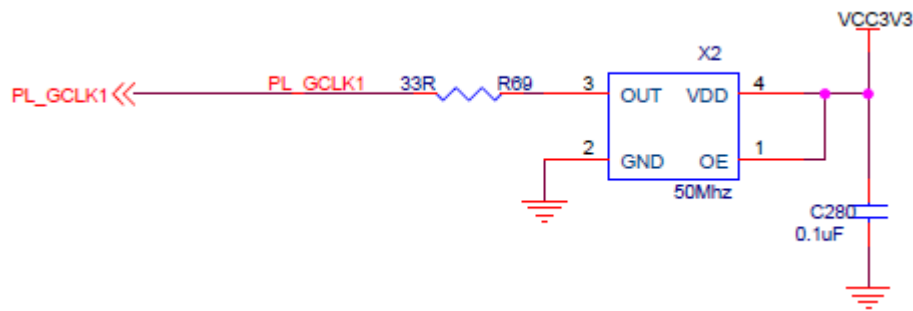 VCC3V3
X2
PL_GCLK1
PL_GCLK1
33R
R69
3
OUT
VDD
4
2
GND
OE
1
50Mhz
C280
0.1uF